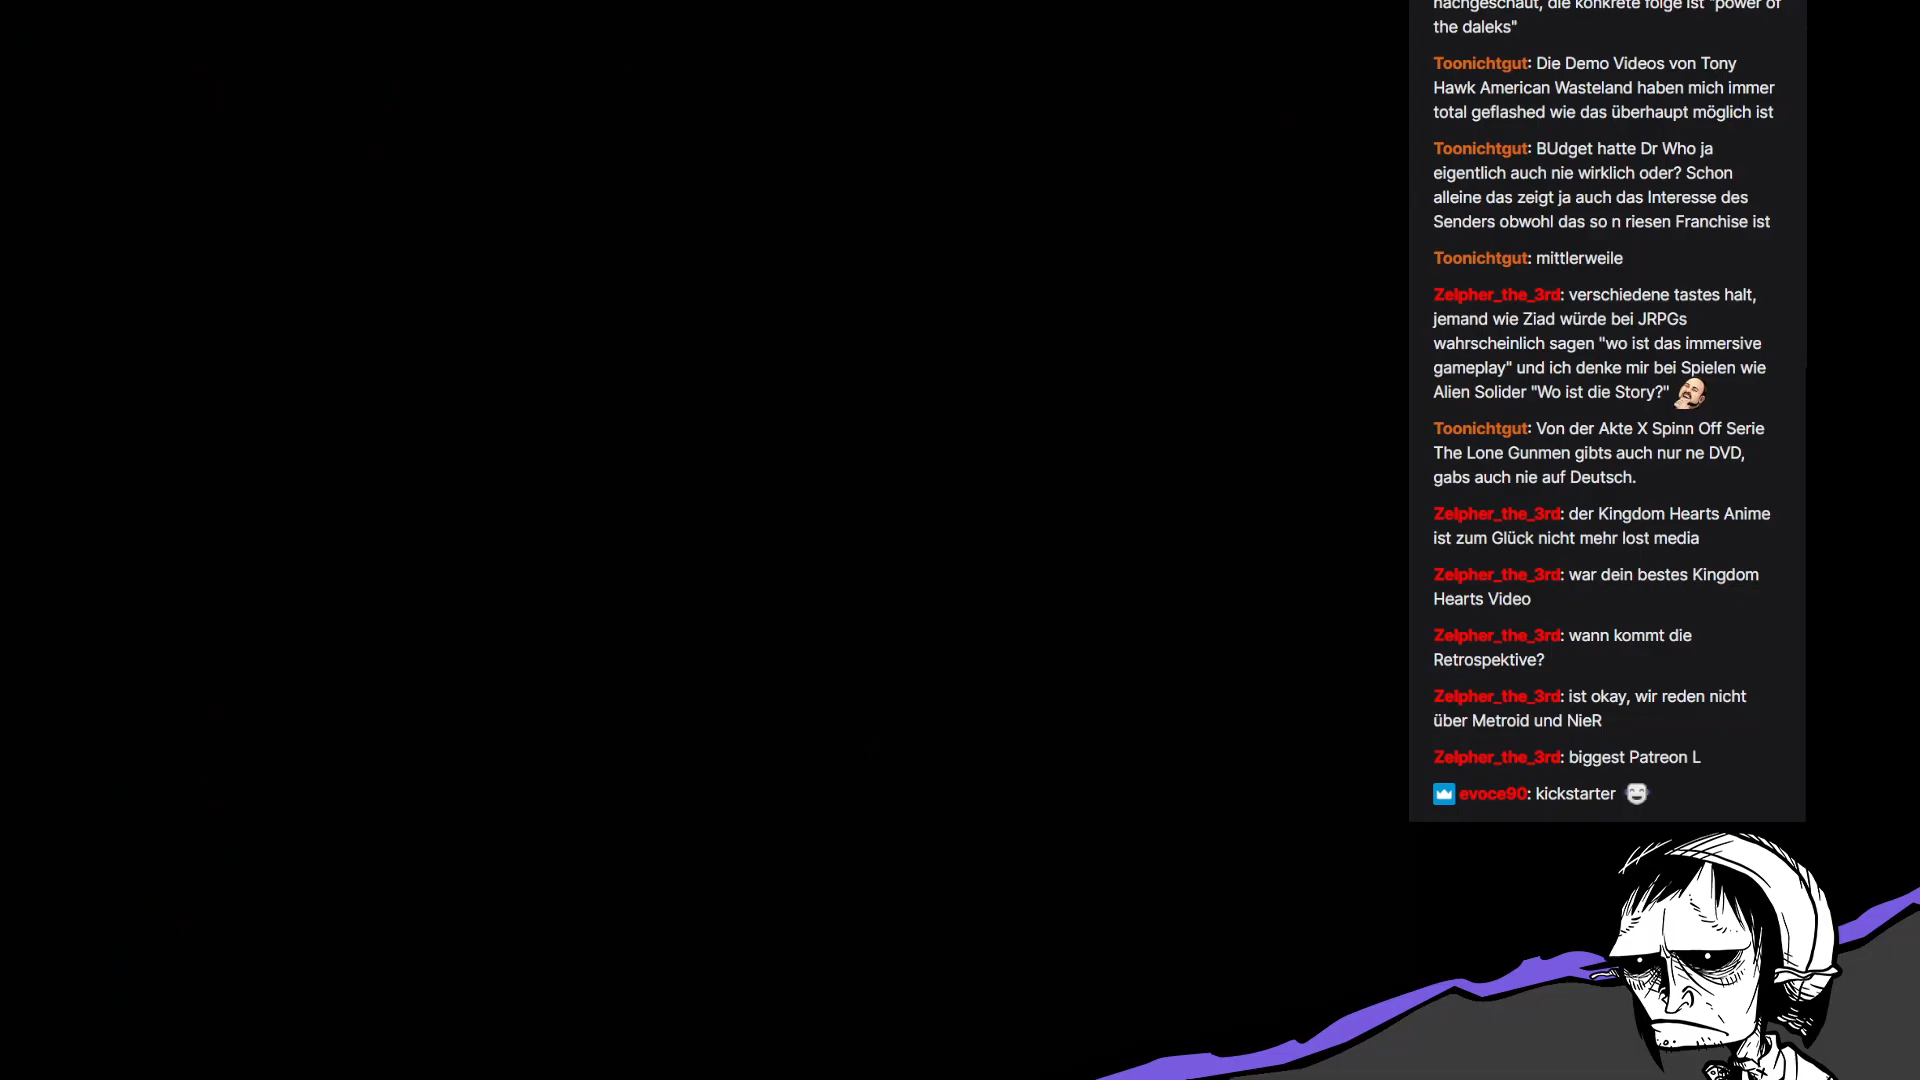 nachgeschaut, die konkrete folge ist "power of
the daleks"
Toonichtgut: Die Demo Videos von Tony
Hawk American Wasteland haben mich immer
total geflashed wie das überhaupt möglich ist
Toonichtgut: BUdget hatte Dr Who ja
eigentlich auch nie wirklich oder? Schon
alleine das zeigt ja auch das Interesse des
Senders obwohl das so n riesen Franchise ist
Toonichtgut: mittlerweile
Zelpher_the_3rd: verschiedene tastes halt,
jemand wie Ziad würde bei JRPGs
wahrscheinlich sagen "wo ist das immersive
gameplay" und ich denke mir bei Spielen wie
Alien Solider "Wo ist die Story?"
Toonichtgut: Von der Akte X Spinn Off Serie
The Lone Gunmen gibts auch nur ne DVD,
gabs auch nie auf Deutsch.
Zelpher_the_3rd: der Kingdom Hearts Anime
ist zum Glück nicht mehr lost media
Zelpher_the_3rd: war dein bestes Kingdom
Hearts Video
Zelpher_the_3rd: wann kommt die
Retrospektive?
Zelpher_the_3rd: ist okay, wir reden nicht
über Metroid und NieR
Zelpher_the_3rd: biggest Patreon L
evoce90: kickstarter